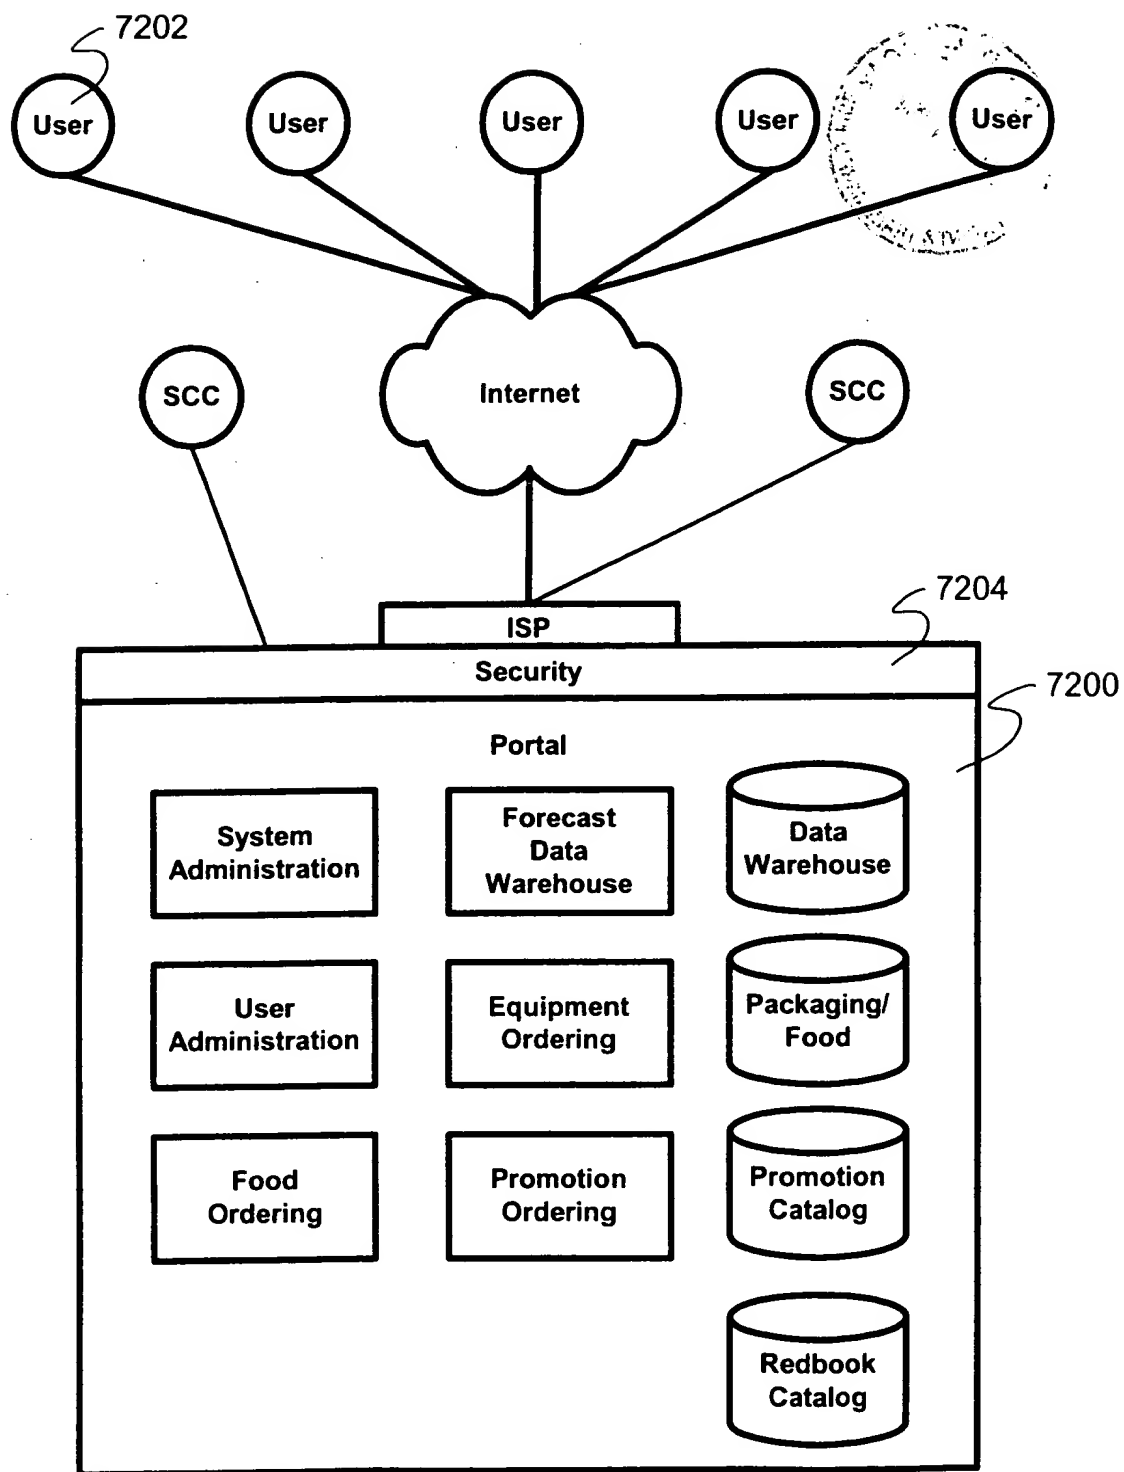 7202
User
User
User
User
User
Internet
SCC
SCC
7204
ISP
Security
7200
Portal
System
Administration
Forecast
Data
Warehouse
Data
Warehouse
User
Administration
Equipment
Ordering
Packaging/
Food
Food
Ordering
Promotion
Ordering
Promotion
Catalog
Redbook
Catalog